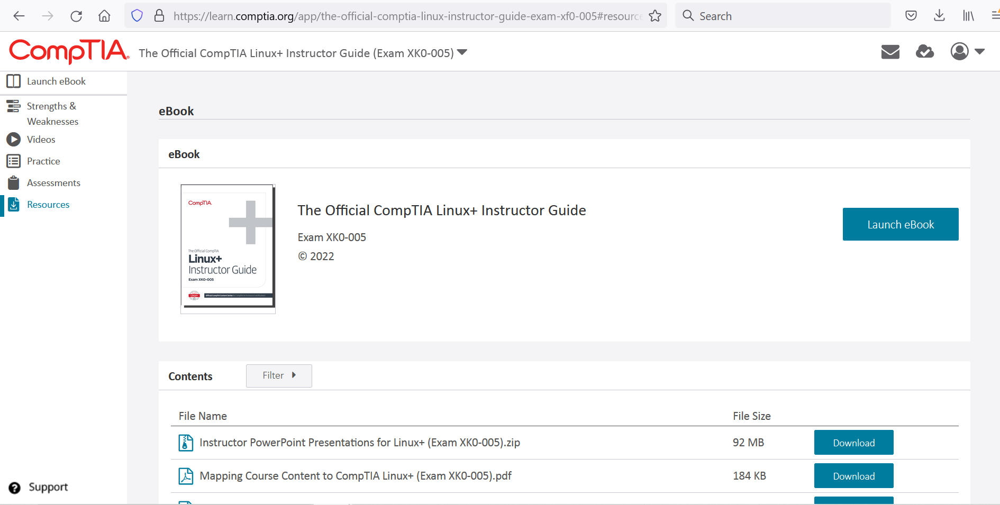 https://learn.comptia.org/app/the-official-comptia-linux-instructor-guide-exam-xf0-005#resource
Search
CompTIA.
The Official CompTIA Linux+ Instructor Guide (Exam XK0-005)
Launch eBook
Strengths &
Weaknesses
Videos
Practice
Assessments
Resources
Support
eBook
eBook
CompTIA.
The Official CompTIA
Linux+
Instructor Guide
Exam XK0-005
The Official CompTIA Linux+ Instructor Guide
Exam XK0-005
© 2022
Launch eBook
Contents
Filter
File Name File Size
Instructor PowerPoint Presentations for Linux+ (Exam XK0-005).zip 92 MB Download
Mapping Course Content to CompTIA Linux+ (Exam XK0-005).pdf 184 KB Download